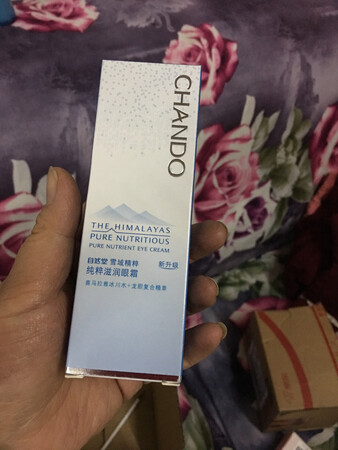 CHANDO
THE HIMALAYAS
PURE NUTRITIOUS
PURE NUTRIENT EYE CREAM
自然堂 雪域精粹
纯粹滋润眼霜 新升级
喜马拉雅冰川水+龙胆复合精萃